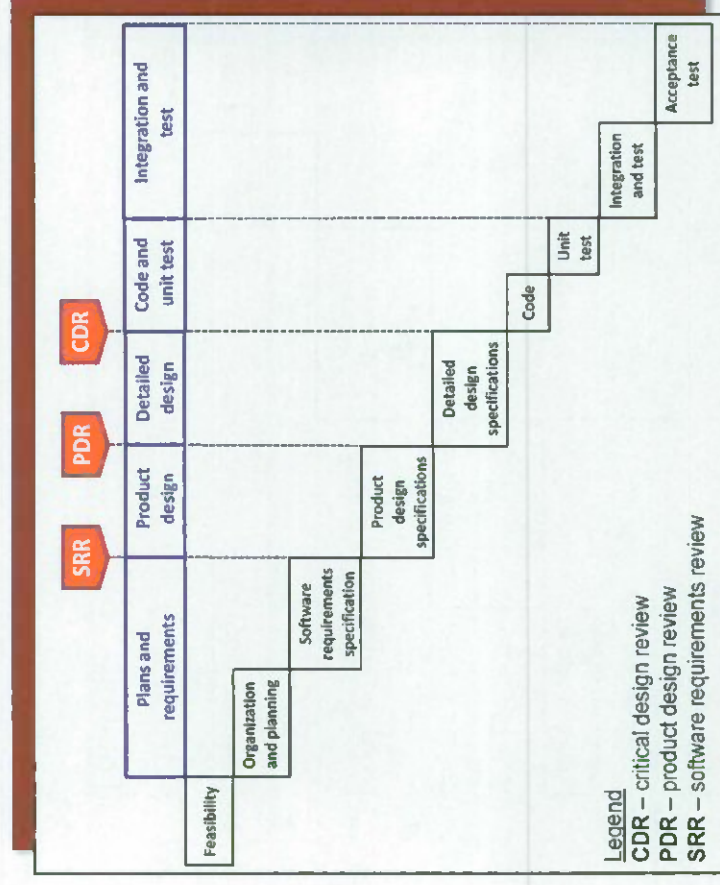 SRR
PDR
CDR
Plans and
requirements
Product
design
Detailed
design
Code and
unit test
Integration and
test
Feasibility
Organization
and planning
Software
requirements
specification
Product
design
specifications
Detailed
design
specifications
Code
Unit
test
Integration
and test
Acceptance
test
Legend
CDR – critical design review
PDR – product design review
SRR – software requirements review